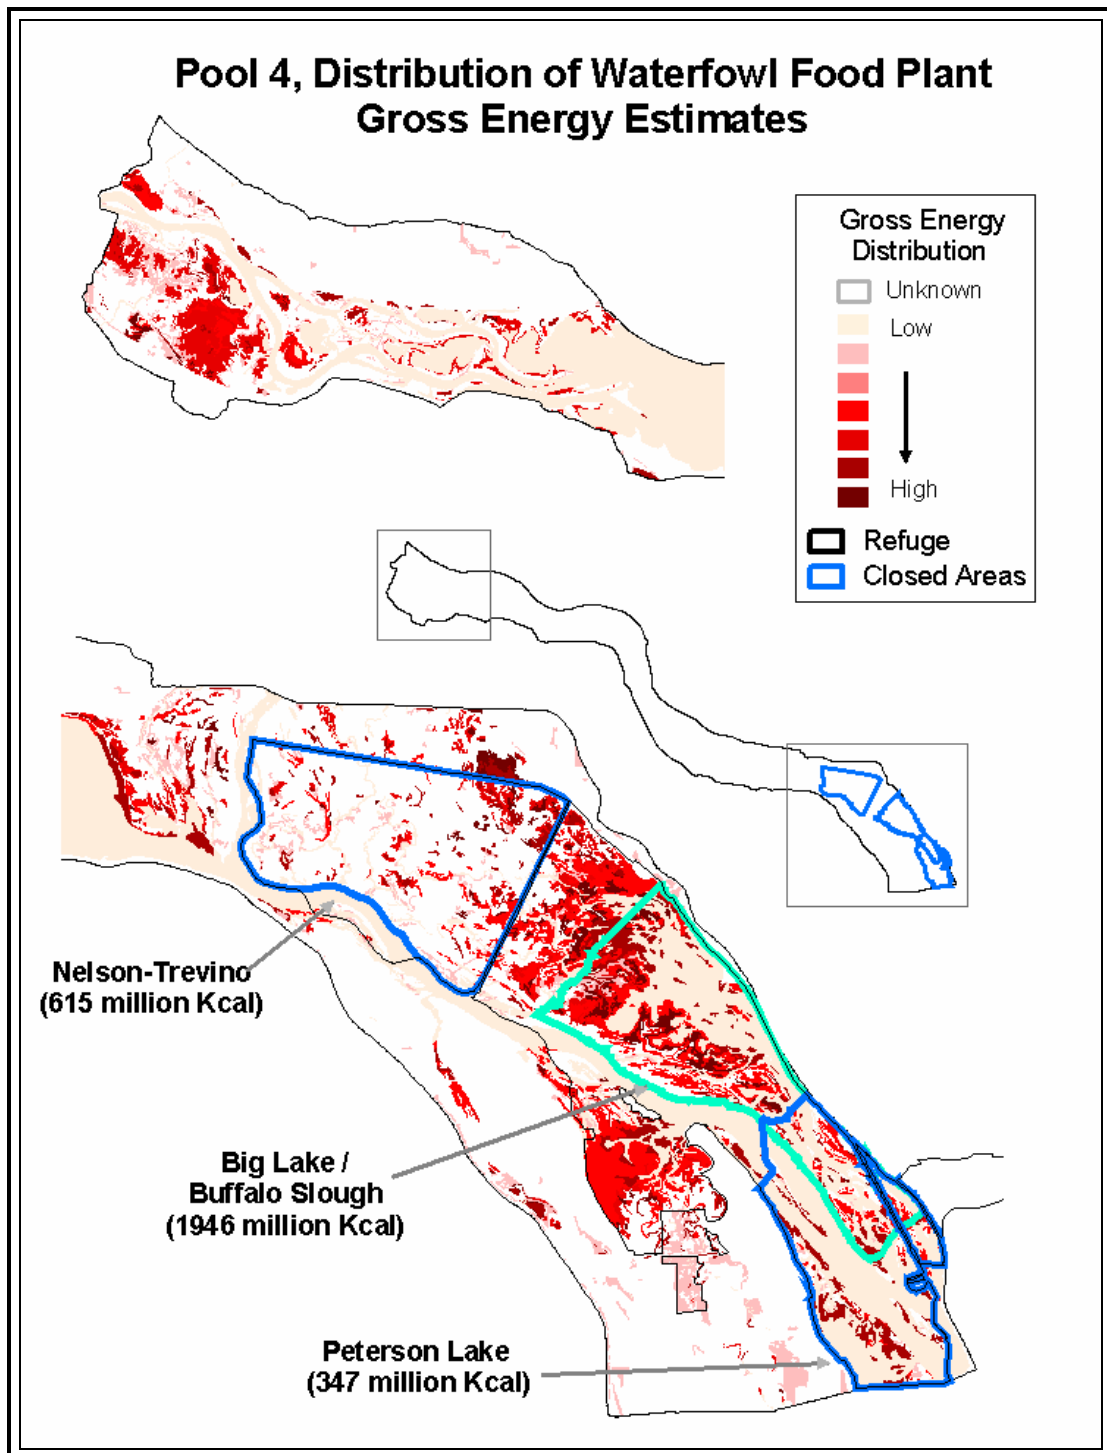 Pool 4, Distribution of Waterfowl Food Plant
Gross Energy Estimates
Gross Energy
Distribution
Unknown
Low
High
Refuge
Closed Areas
Nelson-Trevino
(615 million Kcal)
Big Lake /
Buffalo Slough
(1946 million Kcal)
Peterson Lake
(347 million Kcal)